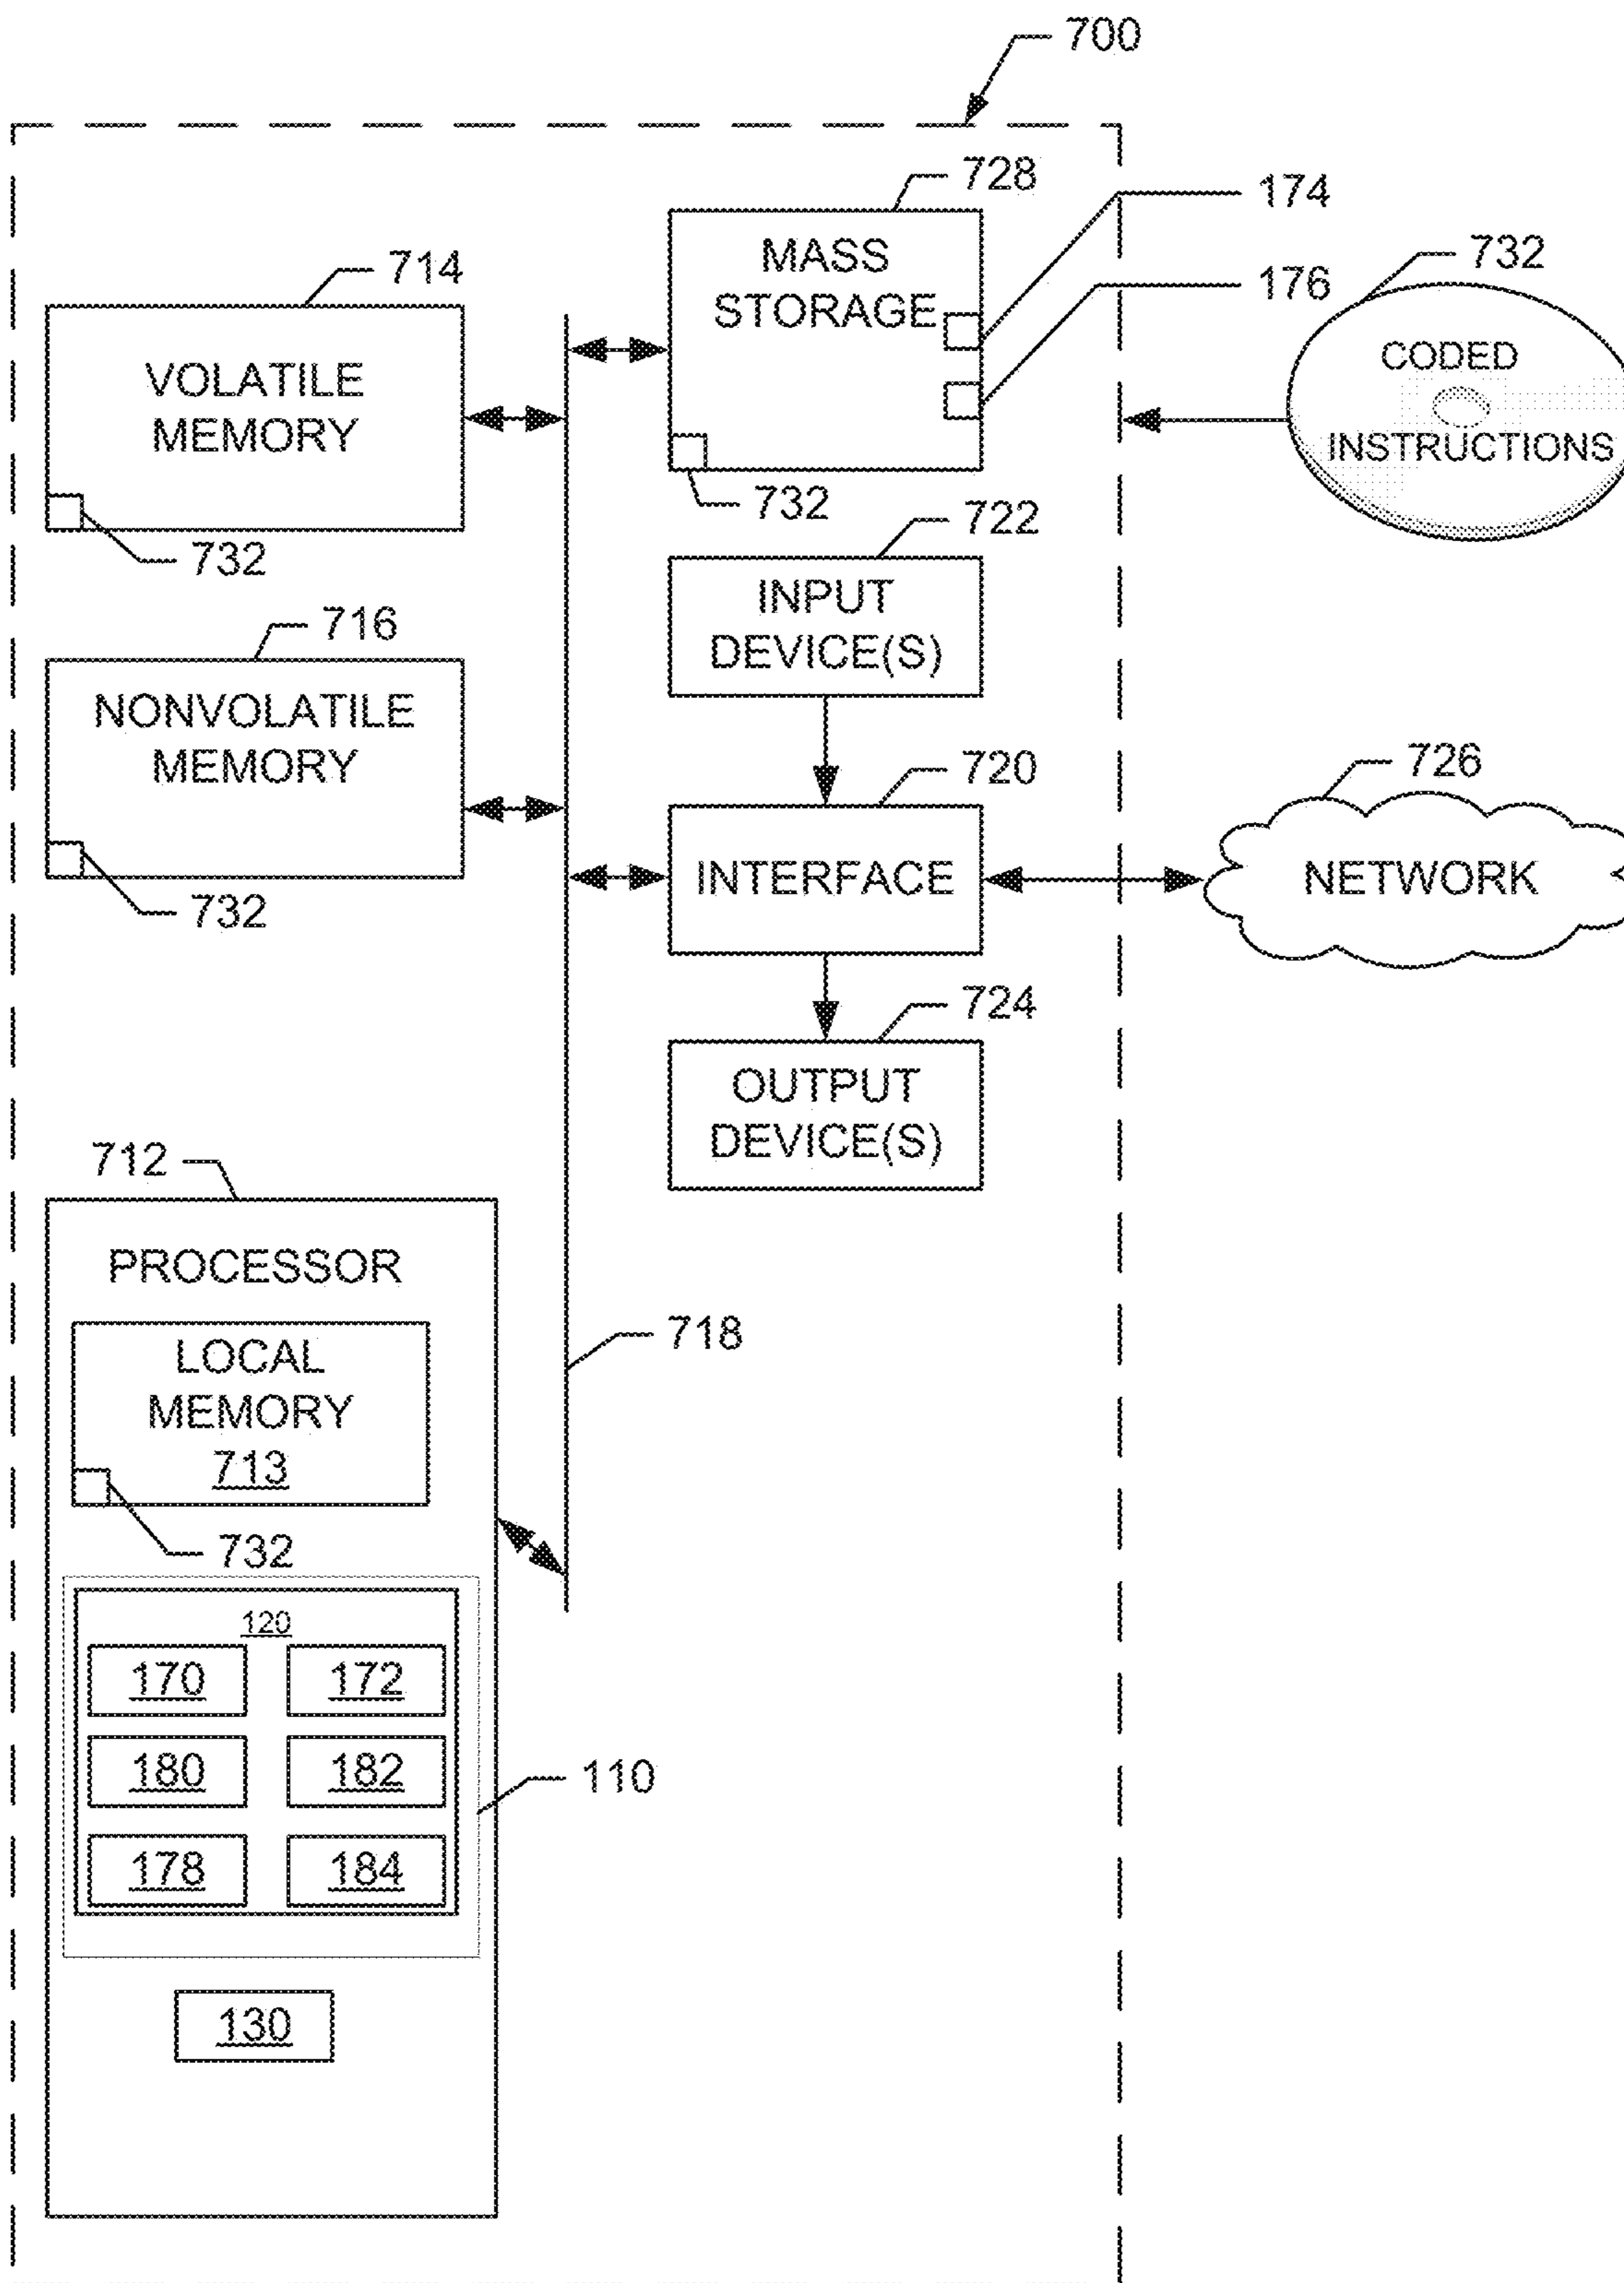 700
728
174
714
MASS
STORAGE
176
732
VOLATILE
MEMORY
CODED
INSTRUCTIONS
732
732
722
INPUT
DEVICE(S)
716
NONVOLATILE
MEMORY
720
726
INTERFACE
NETWORK
732
724
OUTPUT
DEVICE(S)
712
PROCESSOR
LOCAL
MEMORY
713
718
732
120
170
172
180
182
110
178
184
130